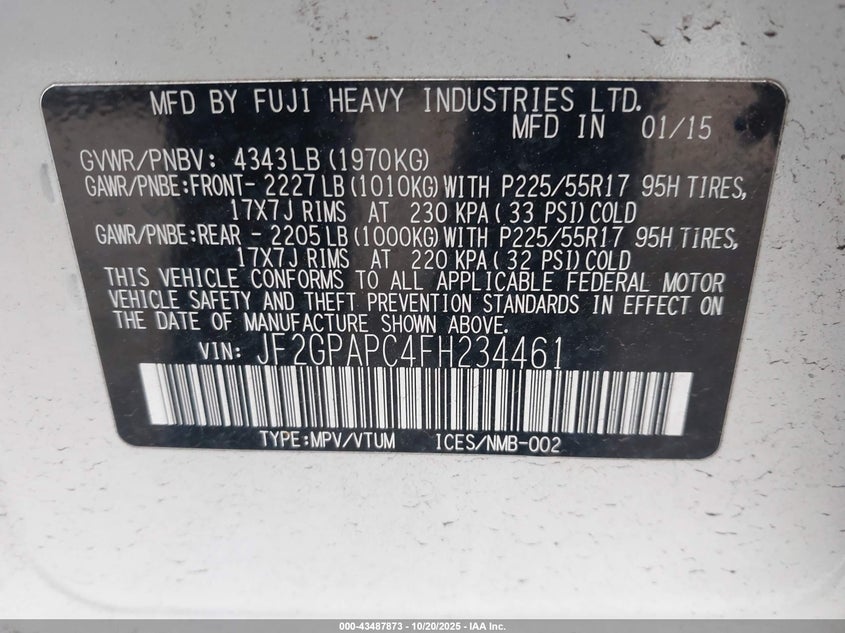 MFD BY FUJI HEAVY INDUSTRIES LTD.
MFD IN 01/15
GVWR/PNBV: 4343LB(1970KG)
GAWR/PNBE:FRONT- 2227LB(1010KG)WITH P225/55R17 95H TIRES,
17X7J RIMS AT 230 KPA(33 PSI)COLD
GAWR/PNBE:REAR - 2205LB(1000KG)WITH P225/55R17 95H TIRES,
17X7J RIMS AT 220 KPA(32 PSI)COLD
THIS VEHICLE CONFORMS TO ALL APPLICABLE FEDERAL MOTOR
VEHICLE SAFETY AND THEFT PREVENTION STANDARDS IN EFFECT ON
THE DATE OF MANUFACTURE SHOWN ABOVE.
VIN: JF2GPAPC4FH234461
TYPE:MPV/VTUM ICES/NMB-002
000-43487873 - 10/20/2025 - IAA Inc.